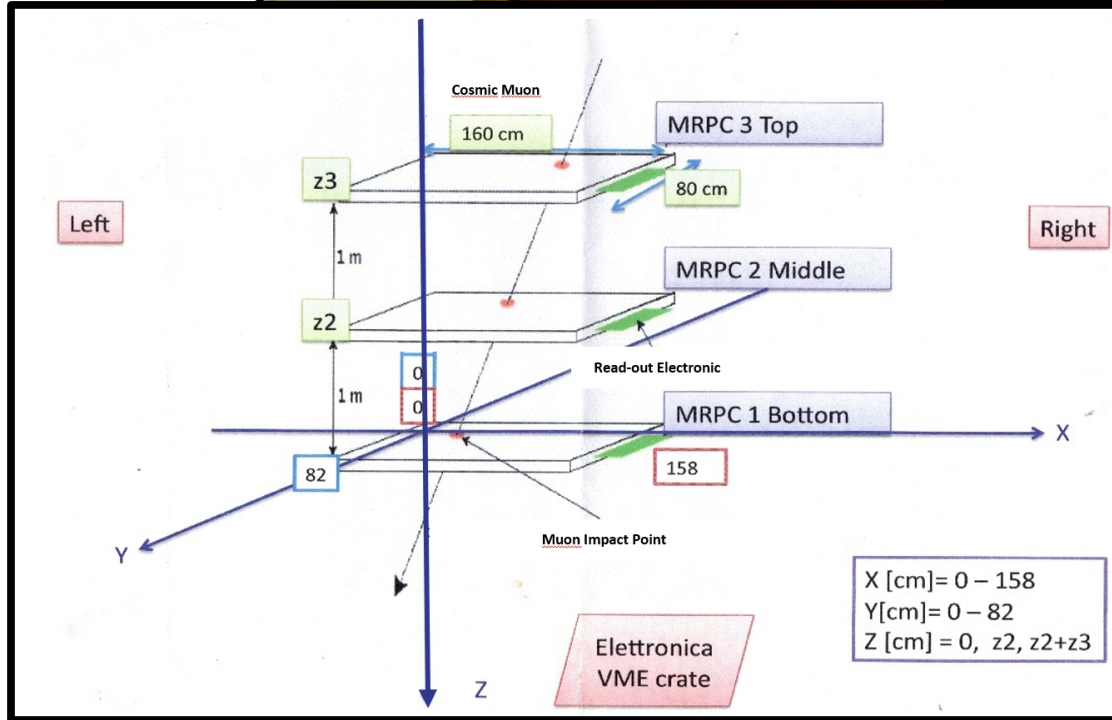 Cosmic Muon
160 cm
MRPC 3 Top
z3
80 cm
Left
Right
1 m
MRPC 2 Middle
z2
0
Read-out Electronic
1 m
0
MRPC 1 Bottom
X
82
158
Muon Impact Point
Y
X [cm]= 0 – 158
Y[cm]= 0 – 82
Z [cm] = 0, z2, z2+z3
Elettronica
VME crate
Z